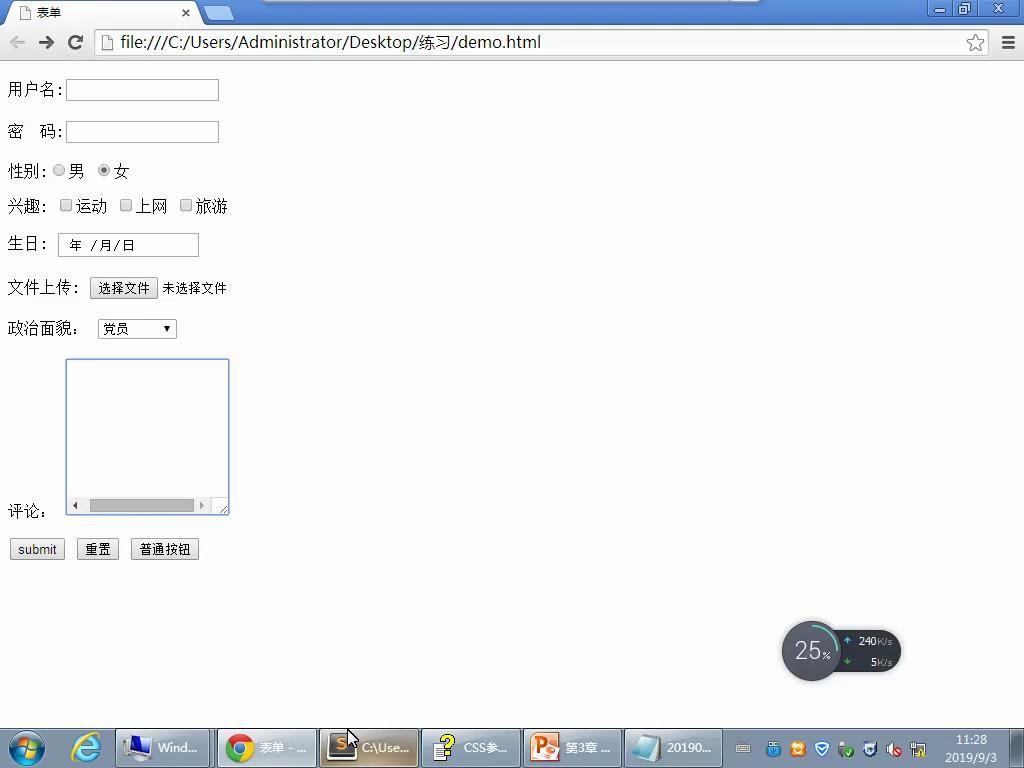 表单
file:///C:/Users/Administrator/Desktop/练习/demo.html
用户名:
密 码:
性别: 男 女
兴趣: 运动 上网 旅游
生日: 年 /月/日
文件上传: 选择文件 未选择文件
政治面貌: 党员
评论:
submit 重置 普通按钮
25% 240K/s
5K/s
Wind... 表单 - ... C:\Use... CSS参... 第3章 ... 20190... 11:28
2019/9/3